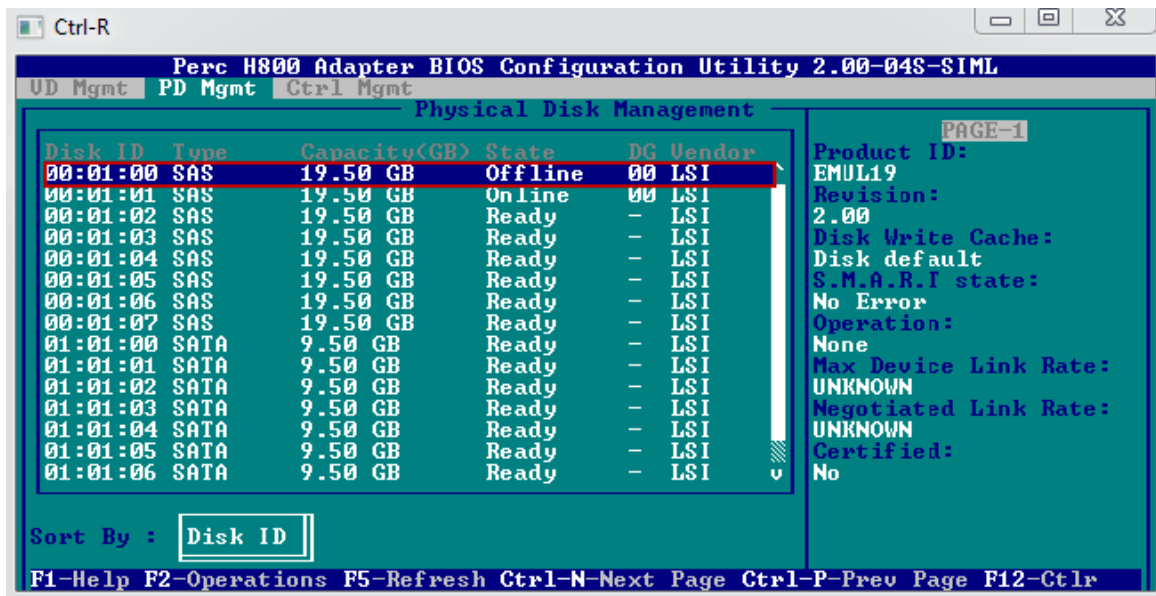 Ctrl-R
Perc H800 Adapter BIOS Configuration Utility 2.00-04S-SIML
VD Mgmt PD Mgmt Ctrl Mgmt
Physical Disk Management
Disk ID Type Capacity(GB) State DG Vendor
00:01:00 SAS 19.50 GB Offline 00 LSI
00:01:01 SAS 19.50 GB Online 00 LSI
00:01:02 SAS 19.50 GB Ready - LSI
00:01:03 SAS 19.50 GB Ready - LSI
00:01:04 SAS 19.50 GB Ready - LSI
00:01:05 SAS 19.50 GB Ready - LSI
00:01:06 SAS 19.50 GB Ready - LSI
00:01:07 SAS 19.50 GB Ready - LSI
01:01:00 SATA 9.50 GB Ready - LSI
01:01:01 SATA 9.50 GB Ready - LSI
01:01:02 SATA 9.50 GB Ready - LSI
01:01:03 SATA 9.50 GB Ready - LSI
01:01:04 SATA 9.50 GB Ready - LSI
01:01:05 SATA 9.50 GB Ready - LSI
01:01:06 SATA 9.50 GB Ready - LSI
Sort By : Disk ID
PAGE-1
Product ID:
EMUL19
Revision:
2.00
Disk Write Cache:
Disk default
S.M.A.R.T state:
No Error
Operation:
None
Max Device Link Rate:
UNKNOWN
Negotiated Link Rate:
UNKNOWN
Certified:
No
F1-Help F2-Operations F5-Refresh Ctrl-N-Next Page Ctrl-P-Prev Page F12-Ctlr